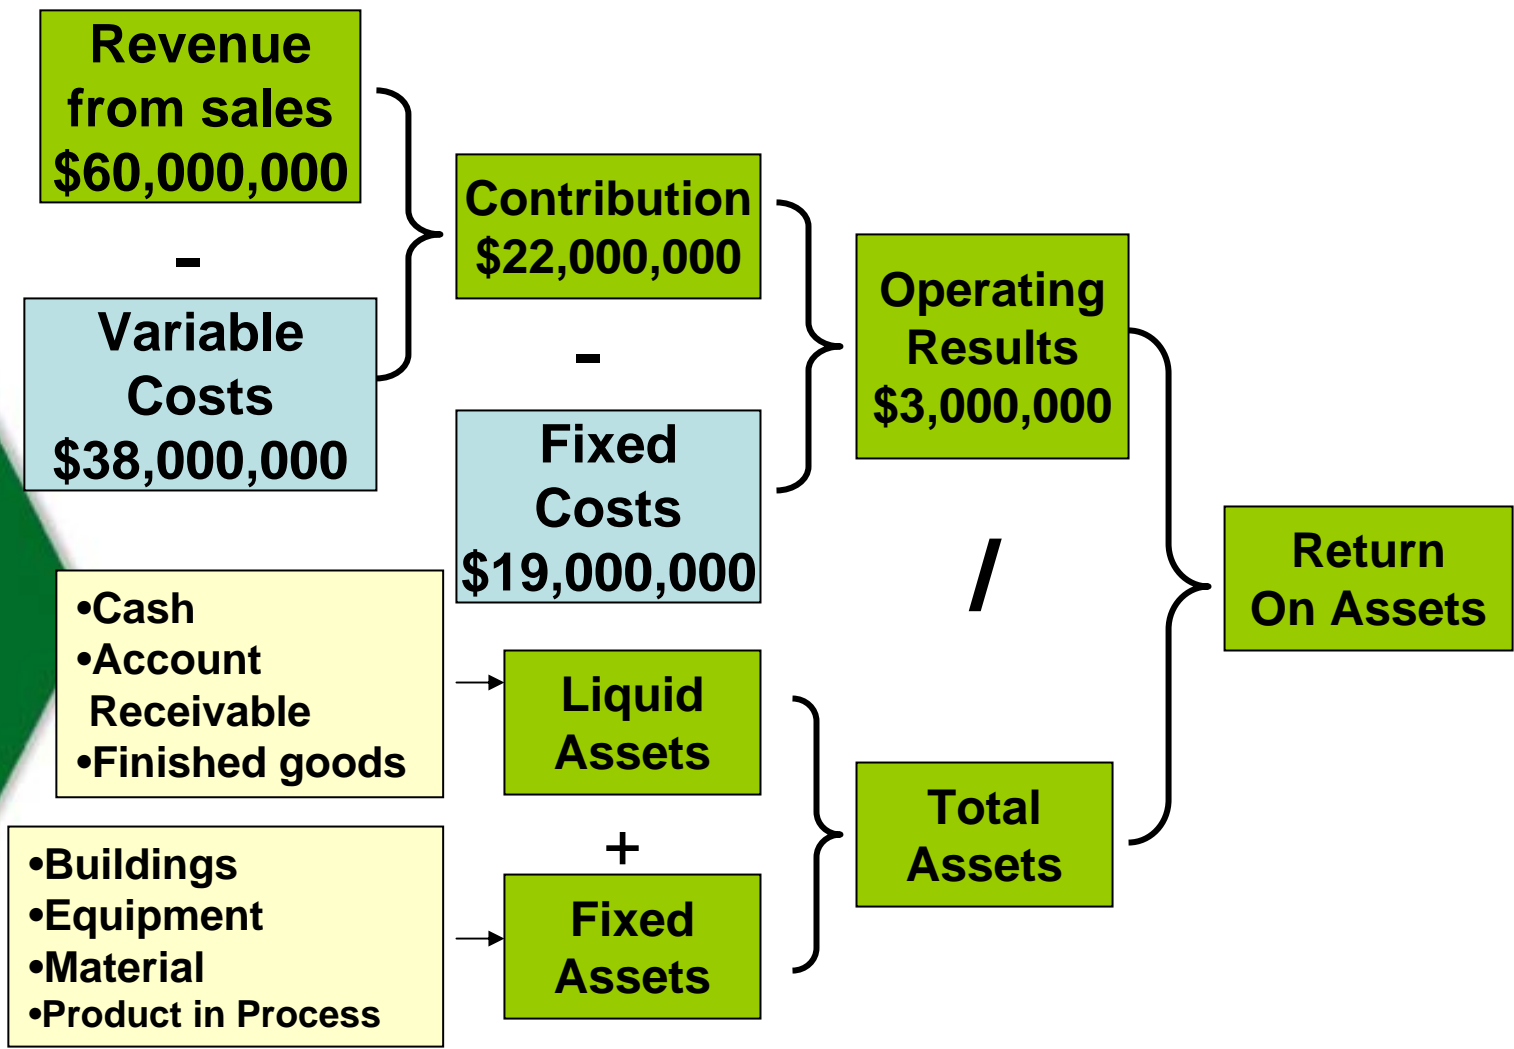 Revenue
from sales
$60,000,000
-
Variable
Costs
$38,000,000
Contribution
$22,000,000
-
Fixed
Costs
$19,000,000
Operating
Results
$3,000,000
/
Return
On Assets
•Cash
•Account
Receivable
•Finished goods
Liquid
Assets
+
•Buildings
•Equipment
•Material
•Product in Process
Fixed
Assets
Total
Assets